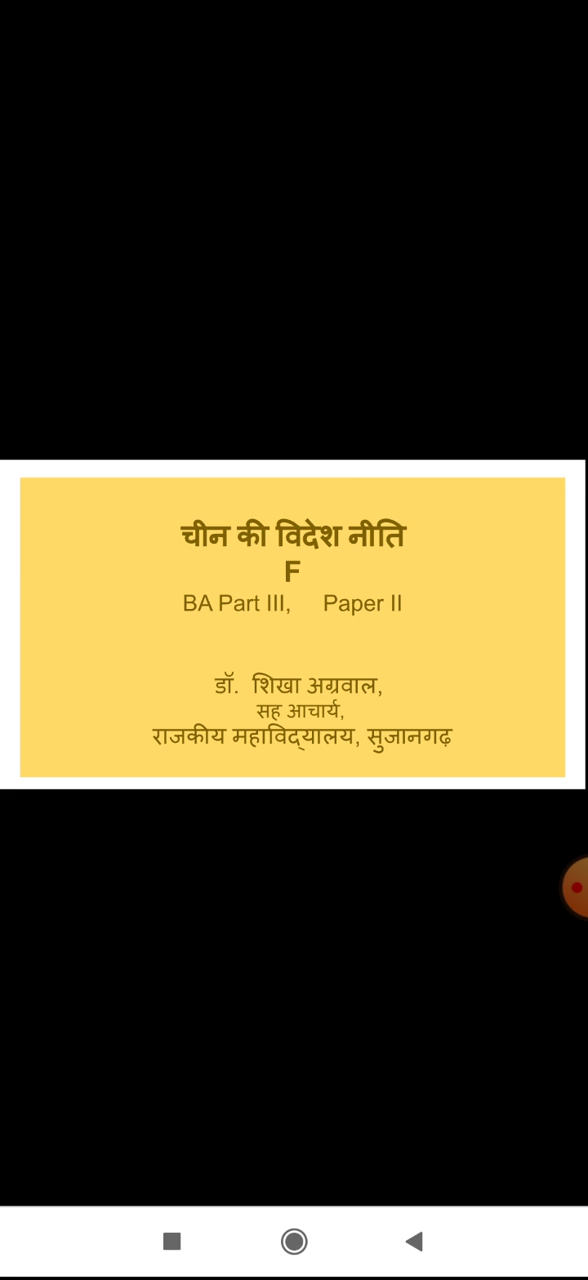 चीन की विदेश नीति
F
BA Part III, Paper II
डॉ. शिखा अग्रवाल,
सह आचार्य,
राजकीय महाविद्यालय, सुजानगढ़